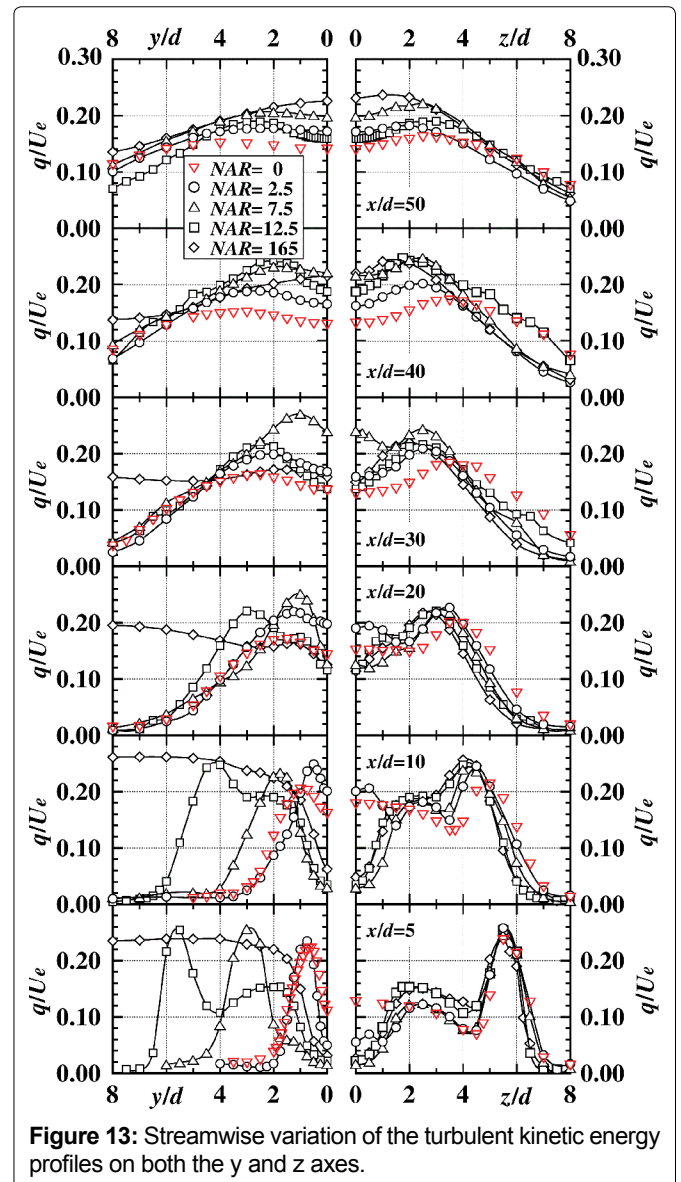 8 y/d 4 2 0 0 2 4 z/d 8
0.30 0.30
q/Ue 0.20 0.20 q/Ue
0.10 0.10
NAR= 0
NAR= 2.5
NAR= 7.5
NAR= 12.5
NAR= 165
x/d=50
0.00 0.00
q/Ue 0.20 0.20 q/Ue
0.10 0.10
x/d=40
0.00 0.00
q/Ue 0.20 0.20 q/Ue
0.10 0.10
x/d=30
0.00 0.00
x/d=20
q/Ue 0.20 0.20 q/Ue
0.10 0.10
0.00 0.00
x/d=10
q/Ue 0.20 0.20 q/Ue
0.10 0.10
0.00 0.00
x/d=5
q/Ue 0.20 0.20 q/Ue
0.10 0.10
0.00 0.00
8 y/d 4 2 0 0 2 4 z/d 8
Figure 13: Streamwise variation of the turbulent kinetic energy
profiles on both the y and z axes.